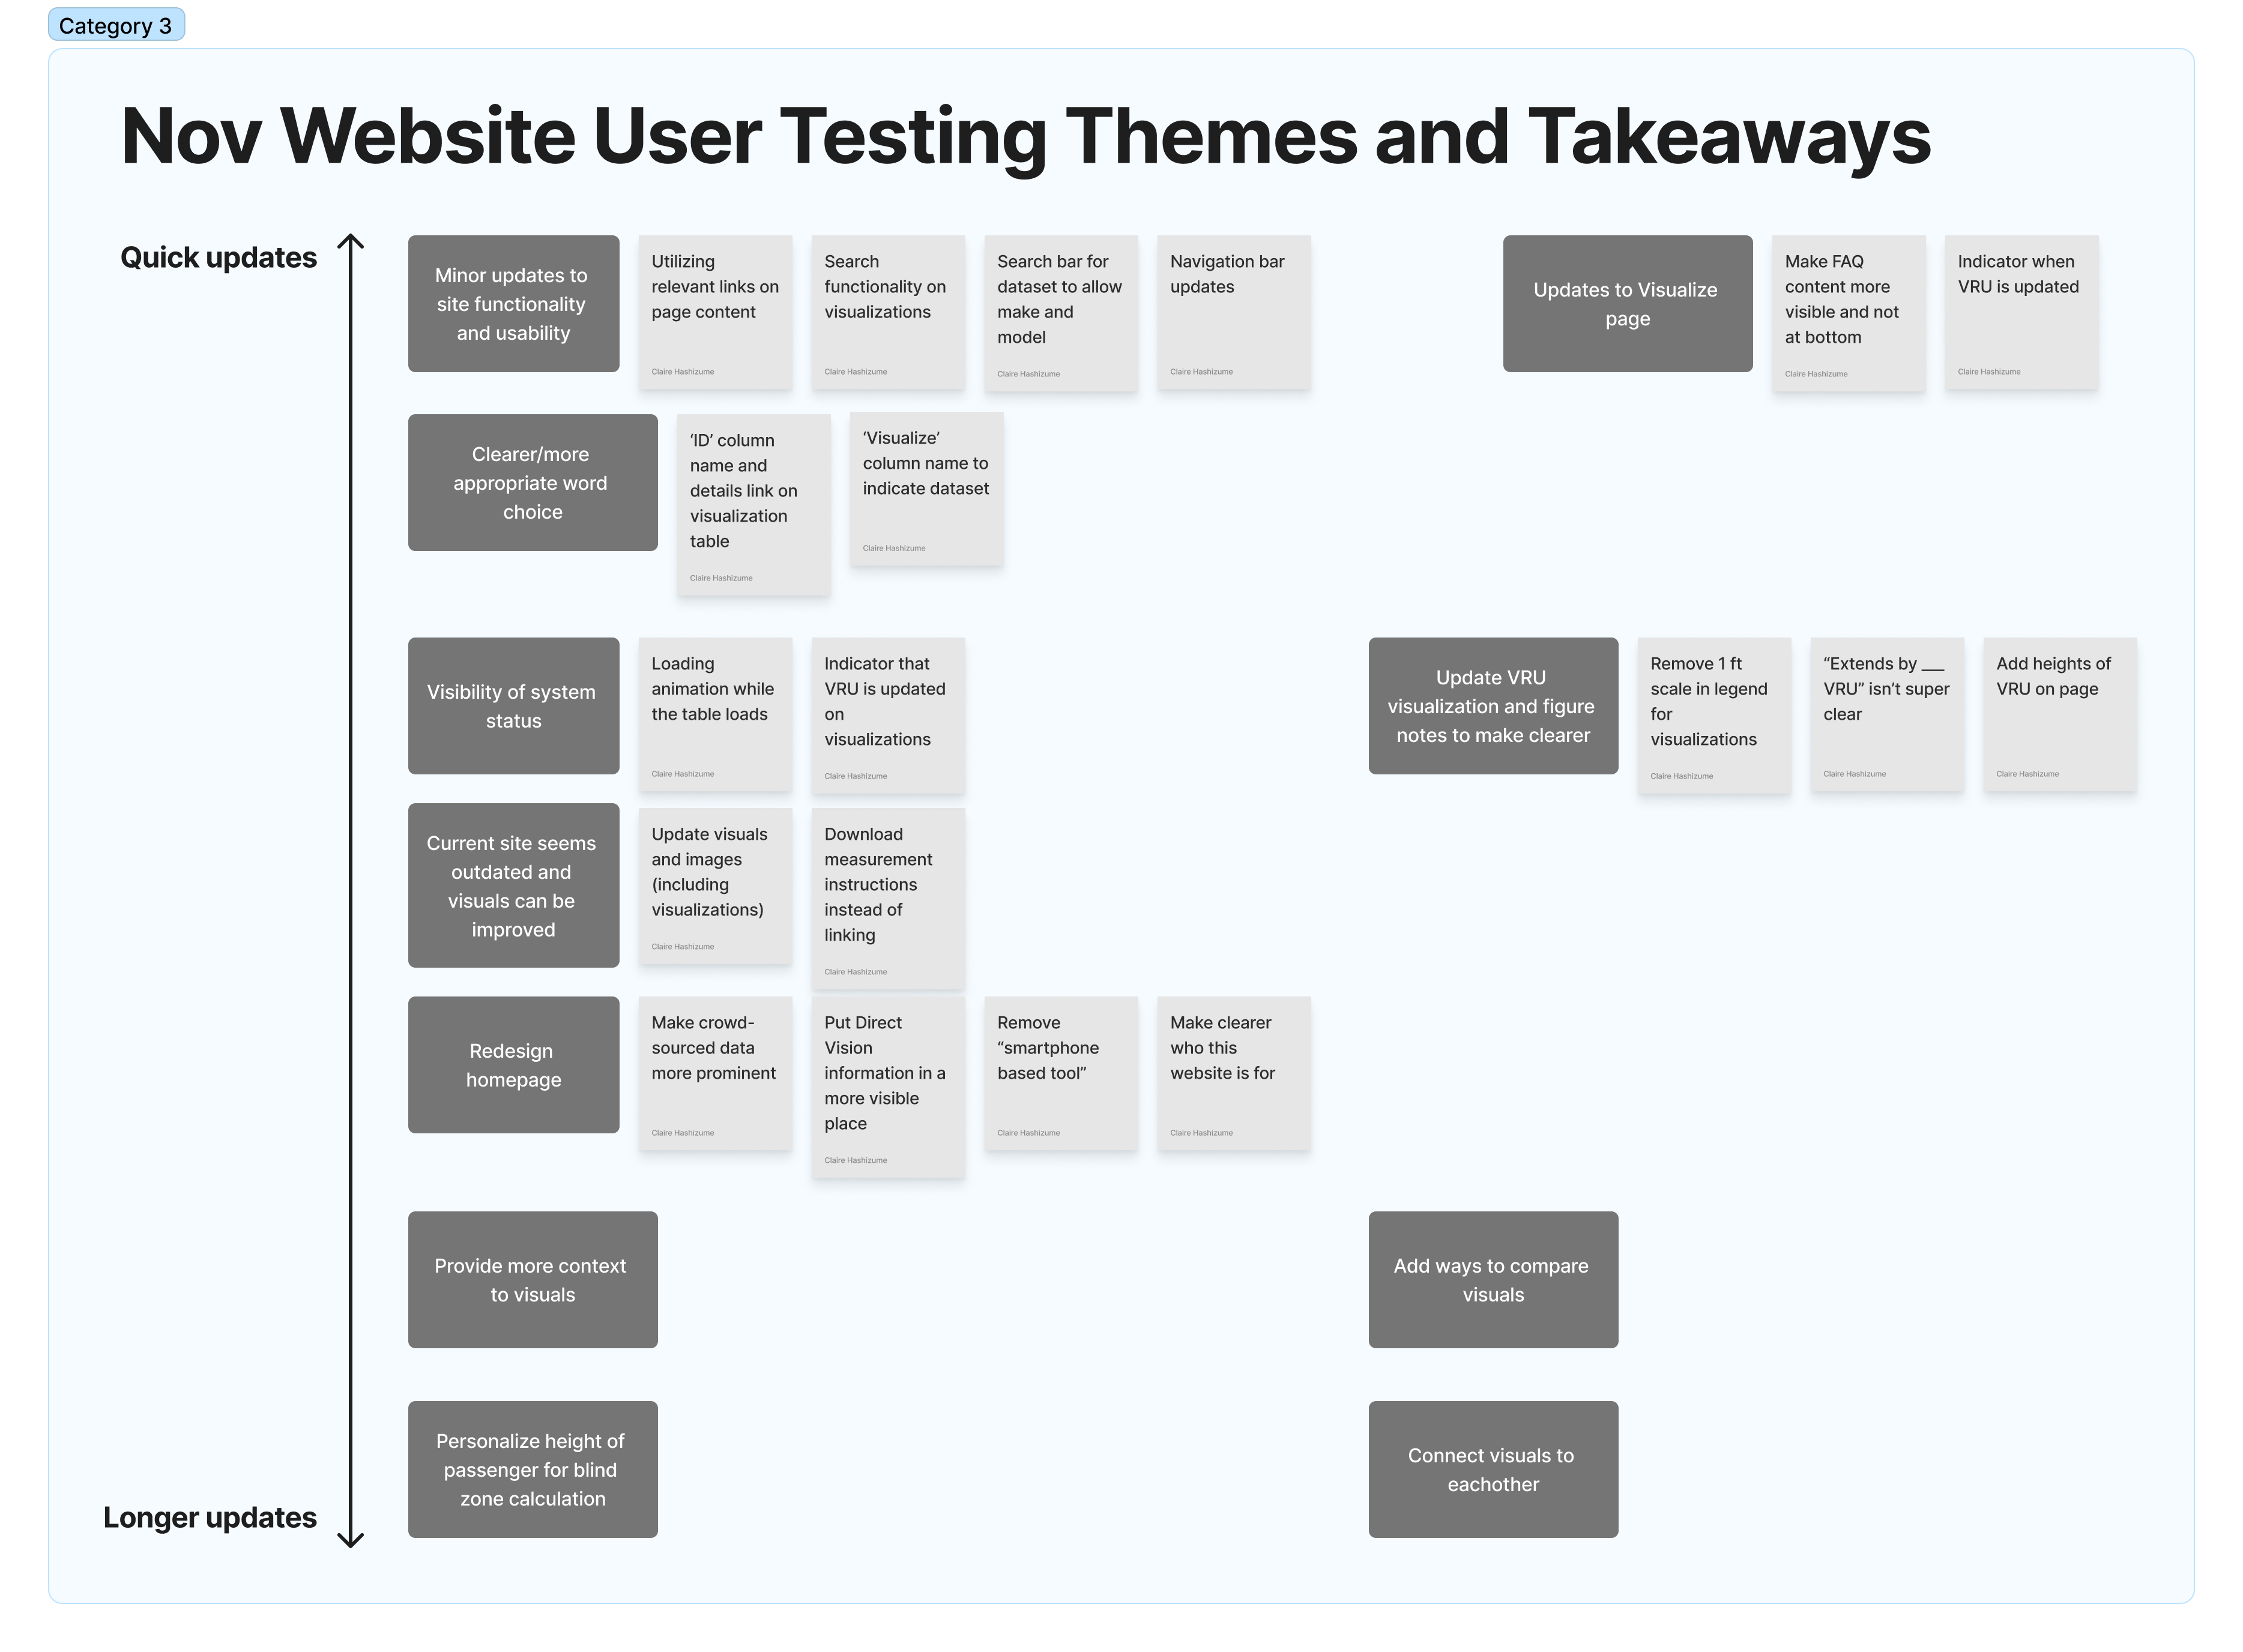 Category 3
Nov Website User Testing Themes and Takeaways
Quick updates
Minor updates to
site functionality
and usability
Utilizing
relevant links on
page content
Claire Hashizume
Search
functionality on
visualizations
Claire Hashizume
Search bar for
dataset to allow
make and
model
Claire Hashizume
Navigation bar
updates
Claire Hashizume
Updates to Visualize
page
Make FAQ
content more
visible and not
at bottom
Claire Hashizume
Indicator when
VRU is updated
Claire Hashizume
Clearer/more
appropriate word
choice
‘ID’ column
name and
details link on
visualization
table
Claire Hashizume
‘Visualize’
column name to
indicate dataset
Claire Hashizume
Visibility of system
status
Loading
animation while
the table loads
Claire Hashizume
Indicator that
VRU is updated
on
visualizations
Claire Hashizume
Update VRU
visualization and figure
notes to make clearer
Remove 1 ft
scale in legend
for
visualizations
Claire Hashizume
“Extends by ___
VRU” isn’t super
clear
Claire Hashizume
Add heights of
VRU on page
Claire Hashizume
Current site seems
outdated and
visuals can be
improved
Update visuals
and images
(including
visualizations)
Claire Hashizume
Download
measurement
instructions
instead of
linking
Claire Hashizume
Redesign
homepage
Make crowd-
sourced data
more prominent
Claire Hashizume
Put Direct
Vision
information in a
more visible
place
Claire Hashizume
Remove
“smartphone
based tool”
Claire Hashizume
Make clearer
who this
website is for
Claire Hashizume
Provide more context
to visuals
Add ways to compare
visuals
Personalize height of
passenger for blind
zone calculation
Connect visuals to
eachother
Longer updates